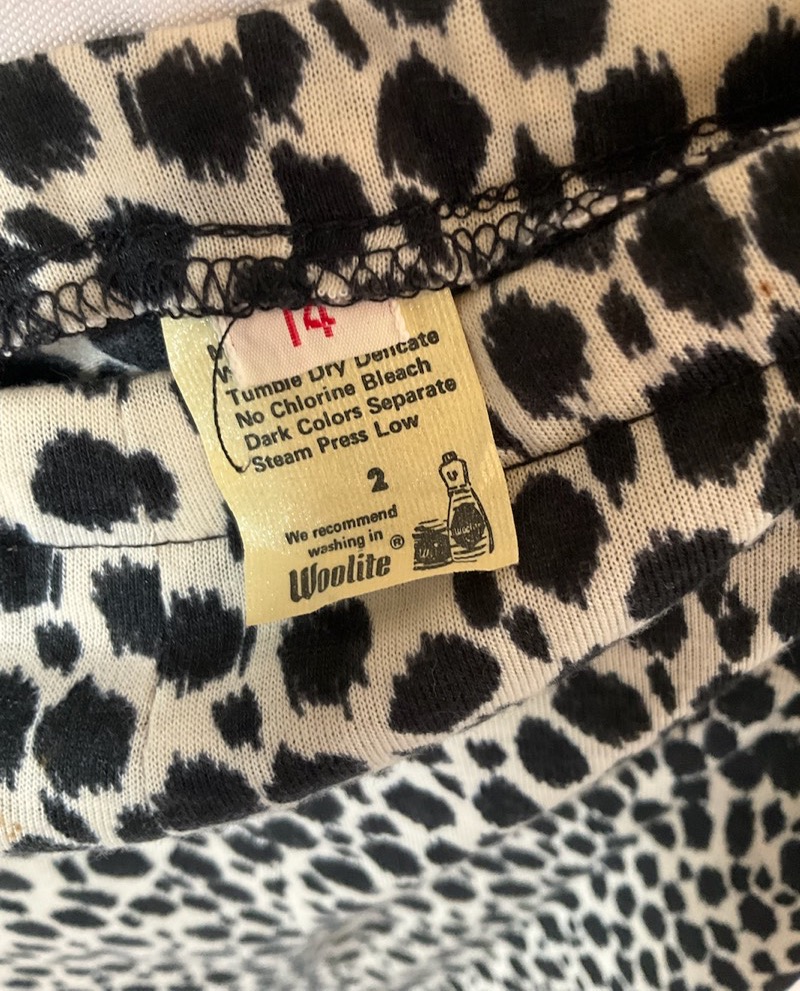 14
Tumble Dry Delicate
No Chlorine Bleach
Dark Colors Separate
Steam Press Low
2
We recommend
washing in
Woolite®